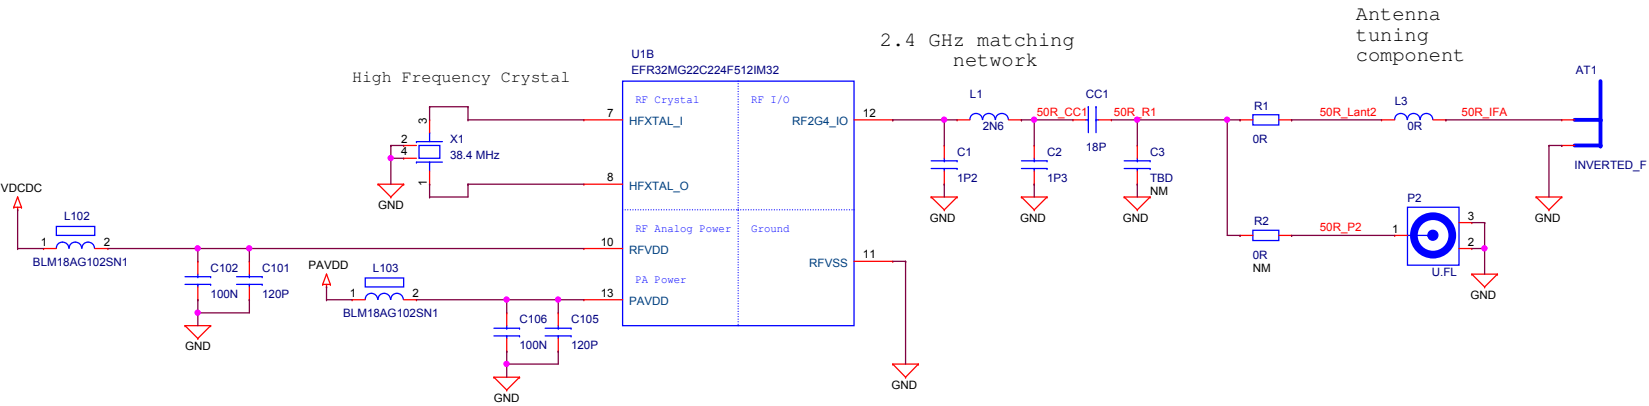 Antenna
tuning
component
2.4 GHz matching
network
High Frequency Crystal
U1B
EFR32MG22C224F512IM32
RF Crystal
RF I/O
7
HFXTAL_I
8
HFXTAL_O
RF Analog Power
Ground
10
RFVDD
PA Power
13
PAVDD
12
RF2G4_IO
11
RFVSS
GND
3
2
4
1
X1
38.4 MHz
GND
VDCDC
L102
1
2
BLM18AG102SN1
C102
100N
C101
120P
GND
PAVDD
L103
1
2
BLM18AG102SN1
C106
100N
C105
120P
GND
L1
2N6
C1
1P2
GND
50R_CC1
C2
1P3
GND
CC1
18P
50R_R1
C3
TBD
NM
GND
R1
0R
50R_Lant2
L3
0R
50R_IFA
AT1
INVERTED_F
GND
R2
0R
NM
50R_P2
P2
1
3
2
U.FL
GND